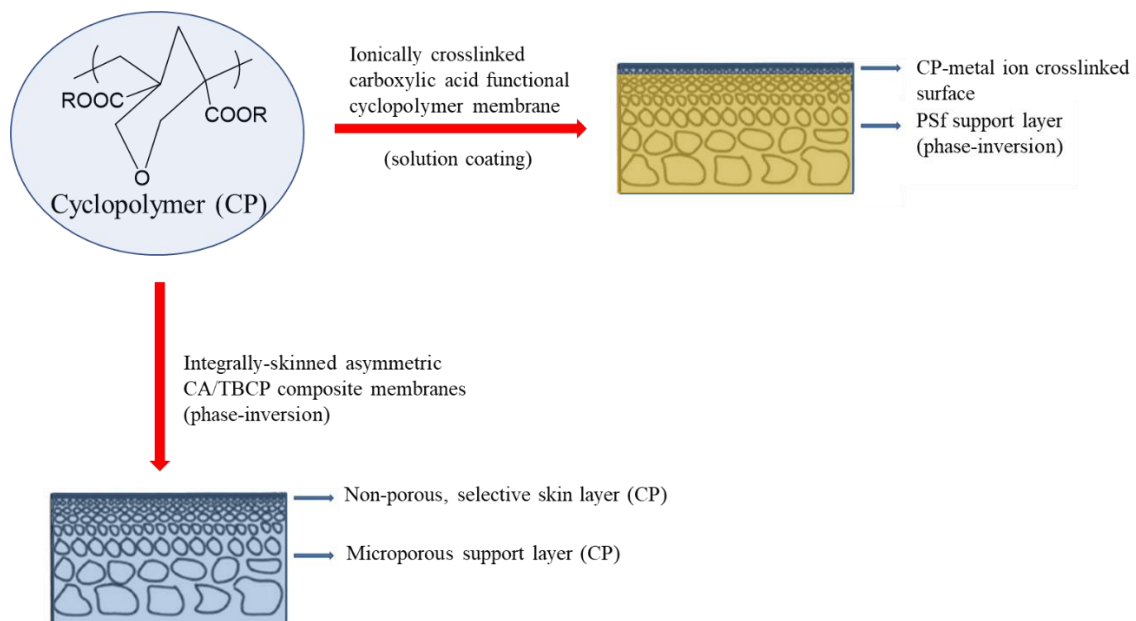 ROOC
COOR
O
Cyclopolymer (CP)
Ionically crosslinked
carboxylic acid functional
cyclopolymer membrane
(solution coating)
CP-metal ion crosslinked
surface
PSf support layer
(phase-inversion)
Integrally-skinned asymmetric
CA/TBCP composite membranes
(phase-inversion)
Non-porous, selective skin layer (CP)
Microporous support layer (CP)